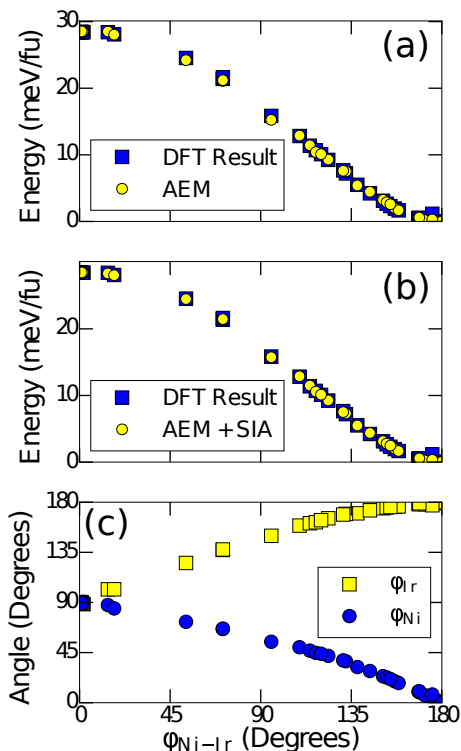 30
(a)
20
Energy (meV/fu)
10
DFT Result
AEM
0
(b)
20
Energy (meV/fu)
10
DFT Result
AEM +SIA
0
180
(c)
135
Angle (Degrees)
90
φIr
φNi
45
0
0 45 90 135 180
φNi−Ir (Degrees)